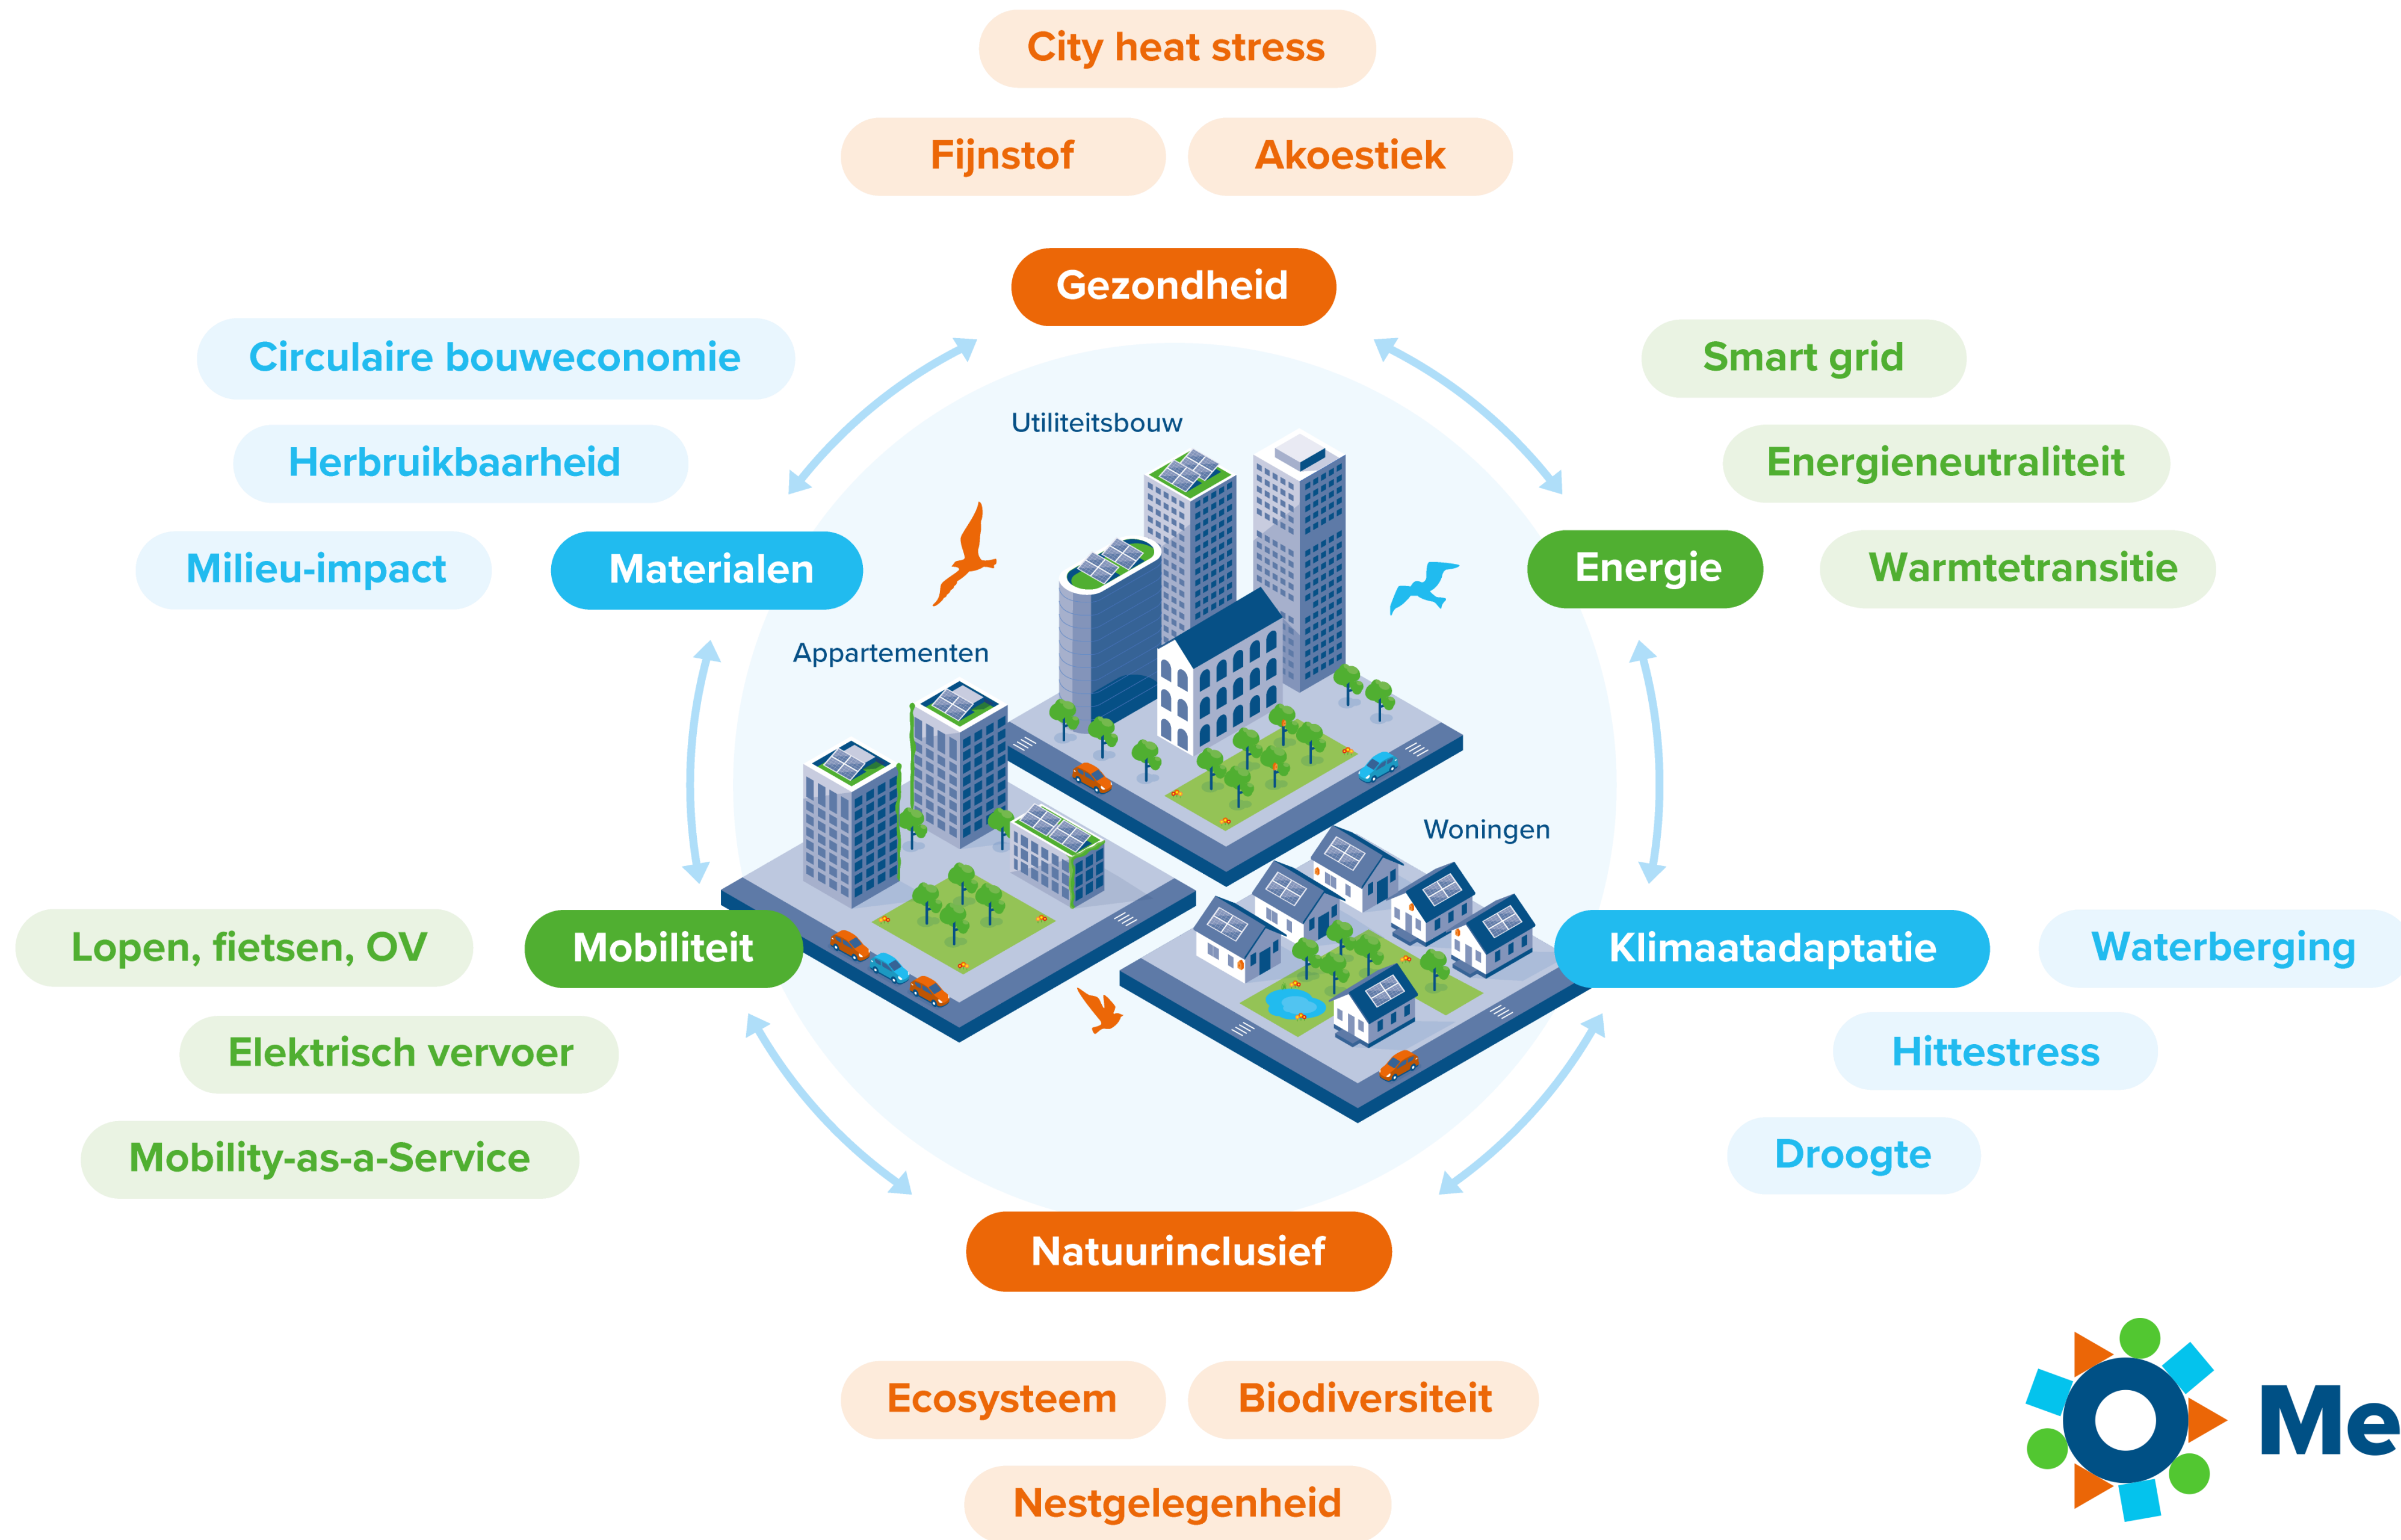 City heat stress
Fijnstof
Akoestiek
Gezondheid
Circulaire bouweconomie
Herbruikbaarheid
Milieu-impact
Materialen
Smart grid
Energieneutraliteit
Energie
Warmtetransitie
Utiliteitsbouw
Appartementen
Woningen
Lopen, fietsen, OV
Mobiliteit
Elektrisch vervoer
Mobility-as-a-Service
Klimaatadaptatie
Waterberging
Hittestress
Droogte
Natuurinclusief
Ecosysteem
Biodiversiteit
Nestgelegenheid
Me